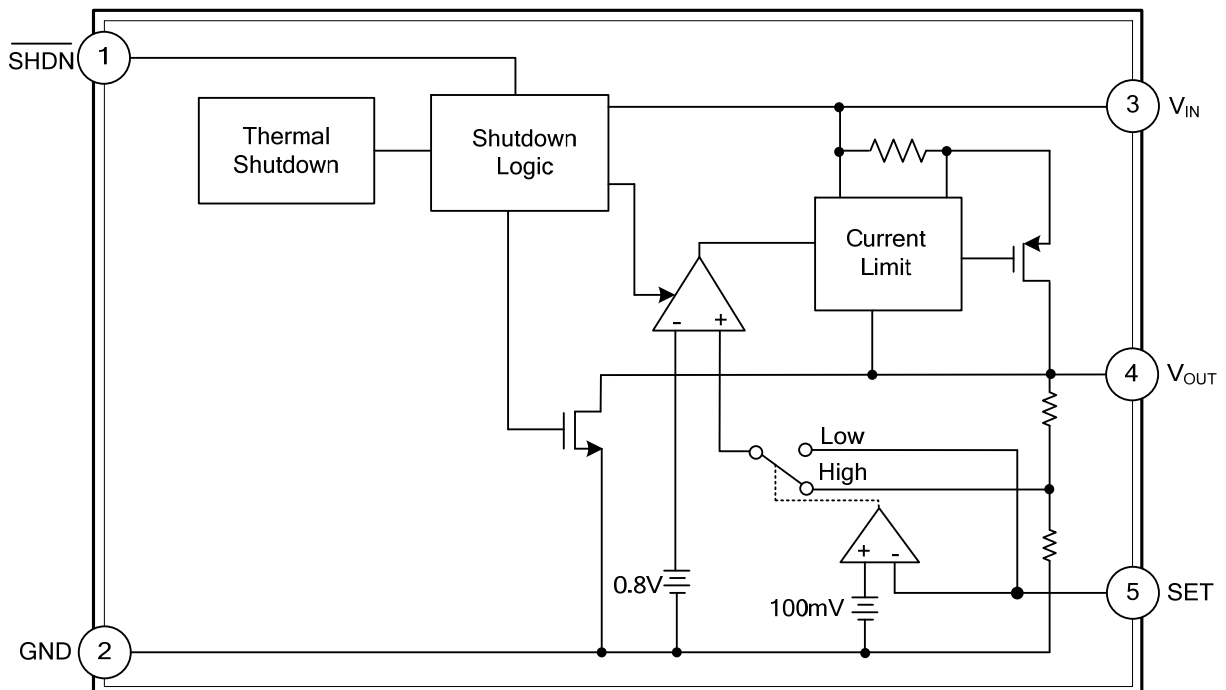 SHDN
1
Thermal
Shutdown
Shutdown
Logic
3
VIN
Current
Limit
-
+
4
VOUT
Low
High
+
-
0.8V
100mV
5
SET
GND
2